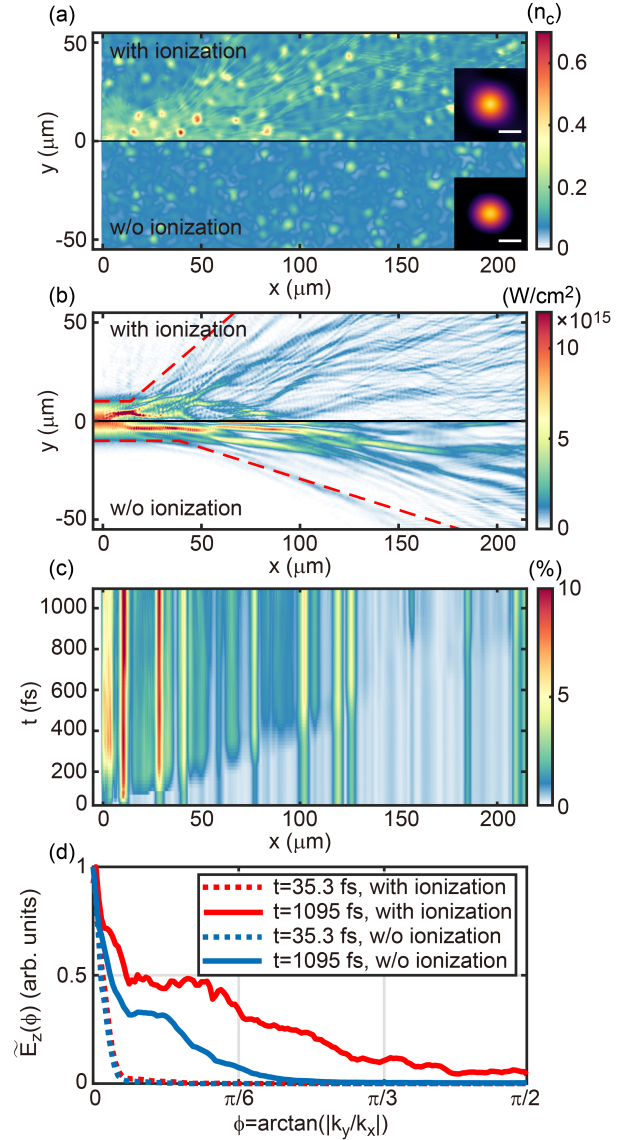 (a)
(n_c)
with ionization
w/o ionization
50
0
-50
y (μm)
0 50 100 150 200
x (μm)
0.6
0.4
0.2
0
(b)
(W/cm²)
×10¹⁵
with ionization
w/o ionization
50
0
-50
y (μm)
0 50 100 150 200
x (μm)
10
5
0
(c)
(%)
1000
800
600
400
200
0
t (fs)
0 50 100 150 200
x (μm)
10
5
0
(d)
1
0.5
0
Ẽ_z(ϕ) (arb. units)
t=35.3 fs, with ionization
t=1095 fs, with ionization
t=35.3 fs, w/o ionization
t=1095 fs, w/o ionization
0 π/6 π/3 π/2
ϕ=arctan(|k_y/k_x|)